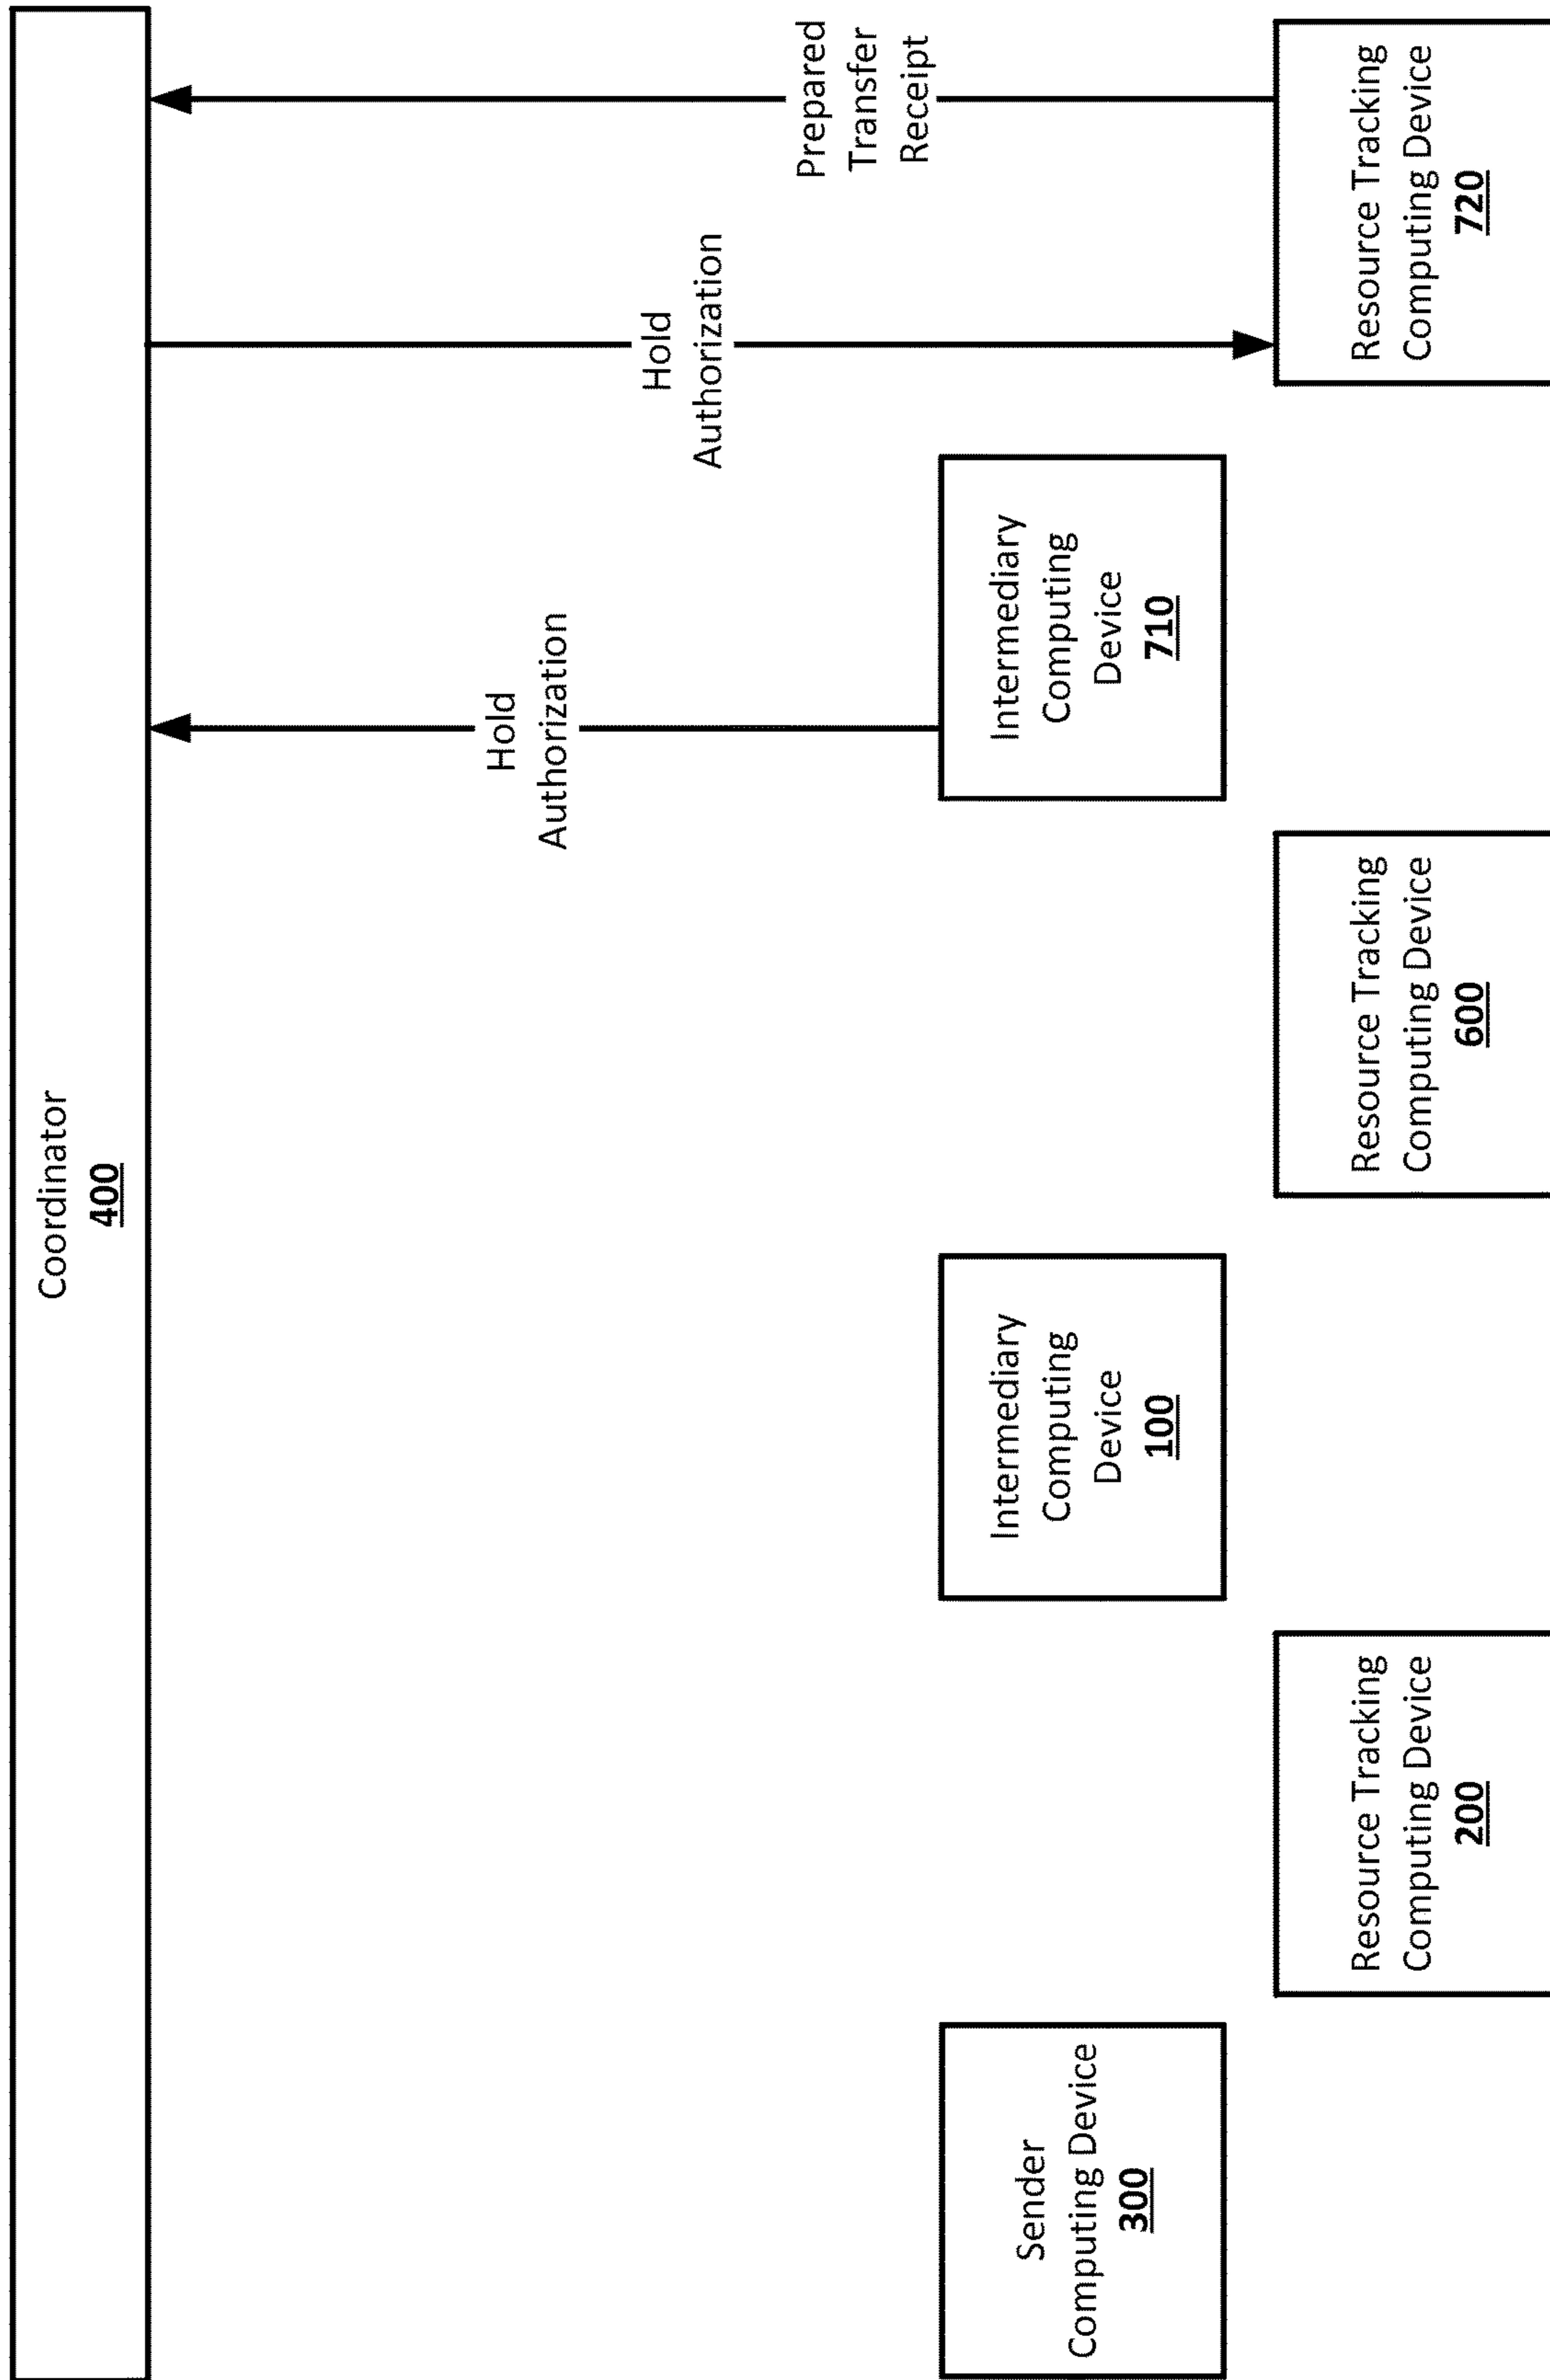 Coordinator
400
Hold
Authorization
Hold
Authorization
Prepared
Transfer
Receipt
Sender
Computing Device
300
Intermediary
Computing
Device
100
Intermediary
Computing
Device
710
Resource Tracking
Computing Device
200
Resource Tracking
Computing Device
600
Resource Tracking
Computing Device
720